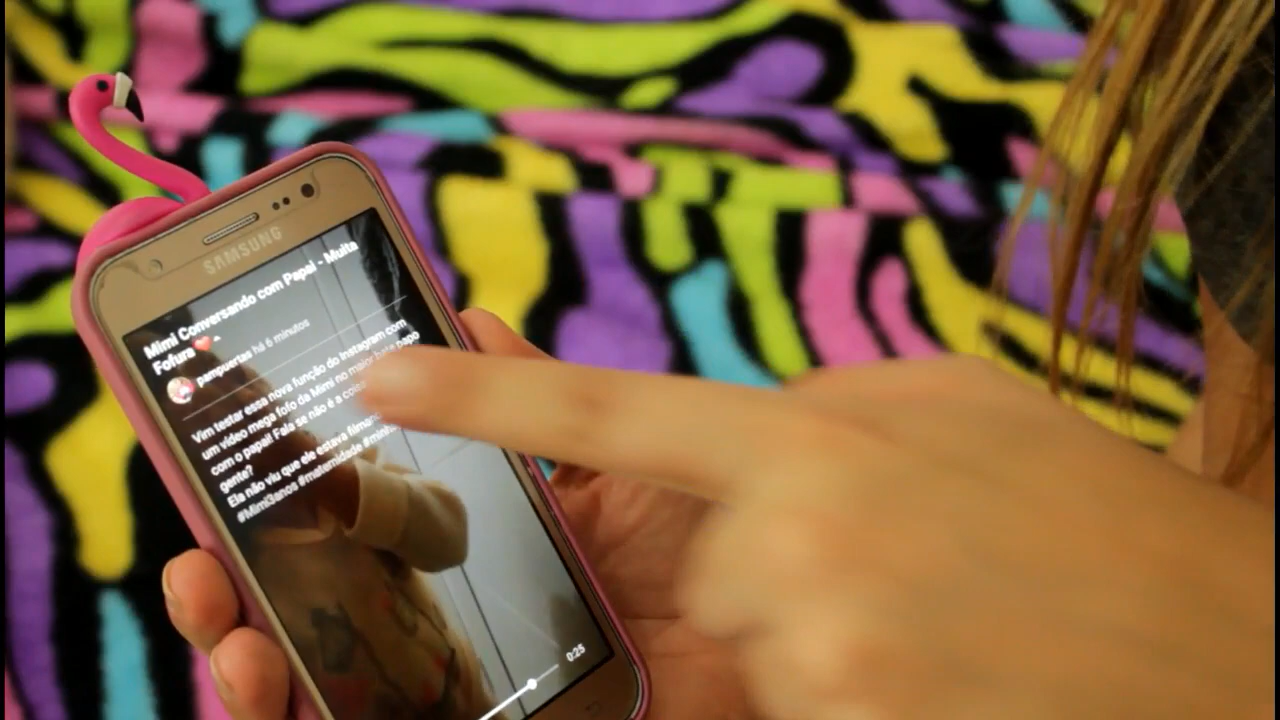 SAMSUNG
Mimi Conversando com Papai - Muita
Fofura ❤️
pampuertas há 6 minutos
Vim testar essa nova função do Instagram com
um vídeo mega fofo da Mimi no maior bate papo
com o papai! Fala se não é a coisa
gente?
Ela não viu que ele estava
#Mimi3anos #maternidade
0:25